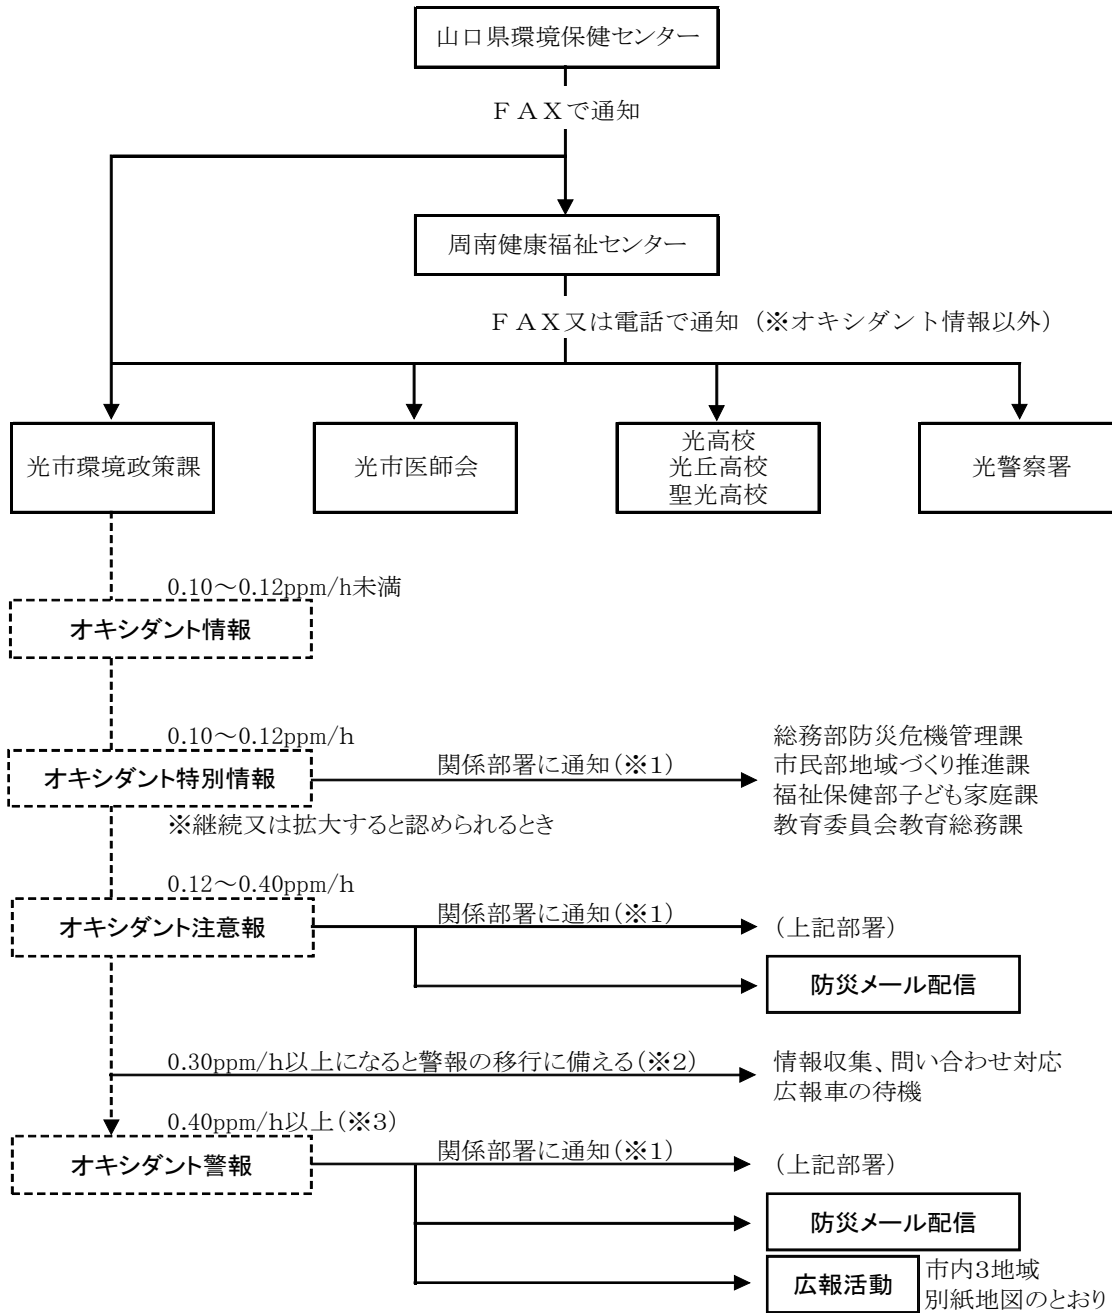 山口県環境保健センター
ＦＡＸで通知
周南健康福祉センター
ＦＡＸ又は電話で通知（※オキシダント情報以外）
光市環境政策課
光市医師会
光高校
光丘高校
聖光高校
光警察署
0.10～0.12ppm/h未満
オキシダント情報
0.10～0.12ppm/h
オキシダント特別情報
関係部署に通知(※1)
総務部防災危機管理課
市民部地域づくり推進課
福祉保健部子ども家庭課
教育委員会教育総務課
※継続又は拡大すると認められるとき
0.12～0.40ppm/h
オキシダント注意報
関係部署に通知(※1)
（上記部署）
防災メール配信
0.30ppm/h以上になると警報の移行に備える(※2)
情報収集、問い合わせ対応
広報車の待機
0.40ppm/h以上(※3)
オキシダント警報
関係部署に通知(※1)
（上記部署）
防災メール配信
広報活動
市内3地域
別紙地図のとおり